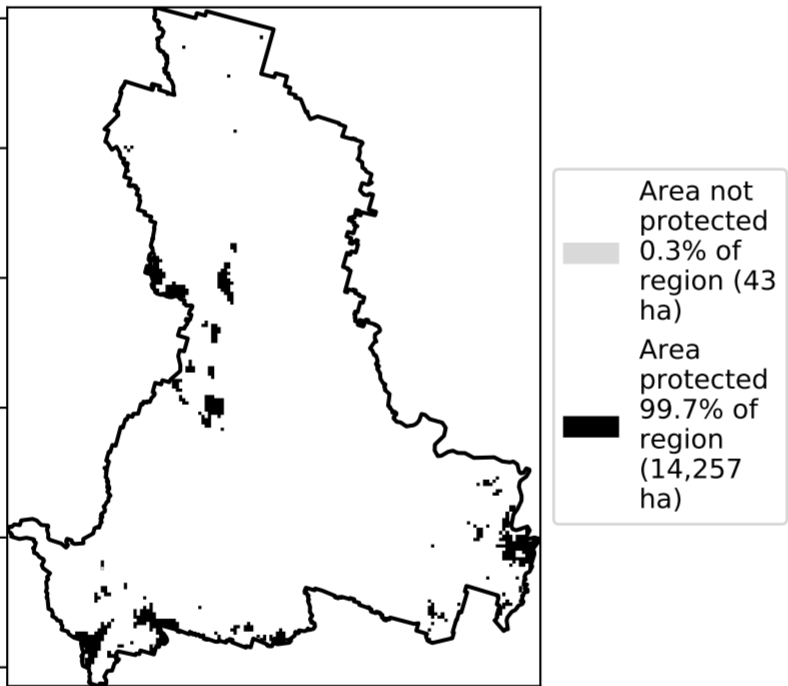 Area not
protected
0.3% of
region (43
ha)
Area
protected
99.7% of
region
(14,257
ha)